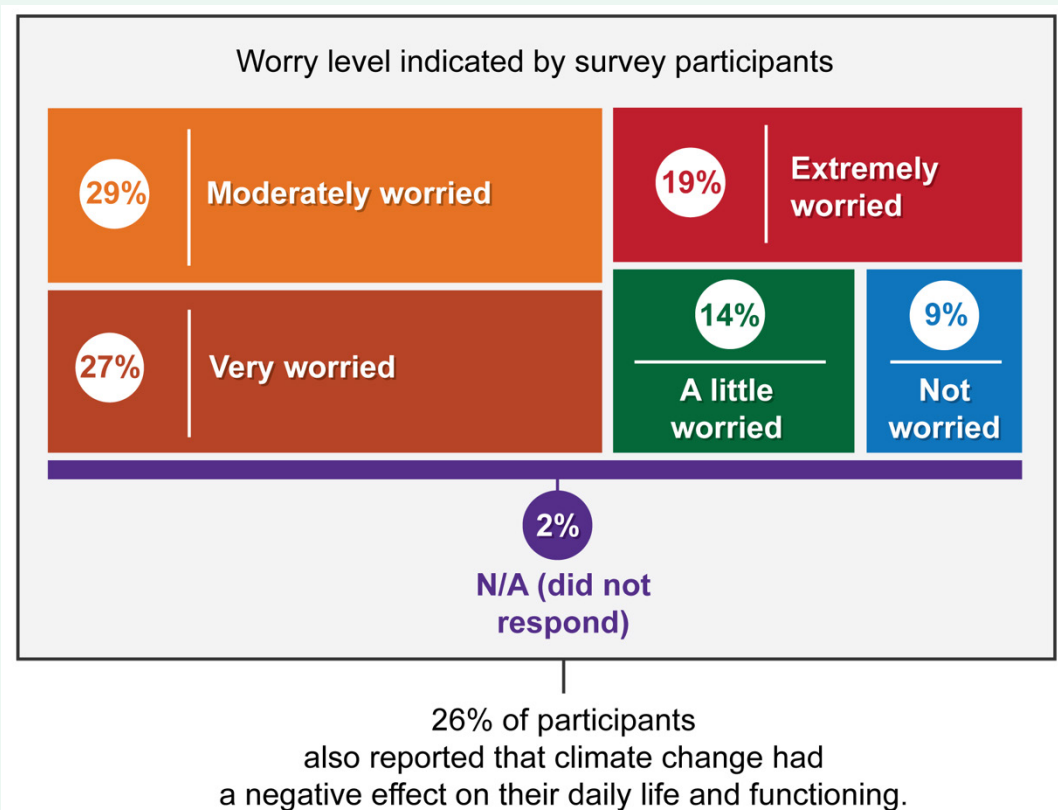 Worry level indicated by survey participants
29%
Moderately worried
19%
Extremely
worried
27%
Very worried
14%
A little
worried
9%
Not
worried
2%
N/A (did not
respond)
26% of participants
also reported that climate change had
a negative effect on their daily life and functioning.